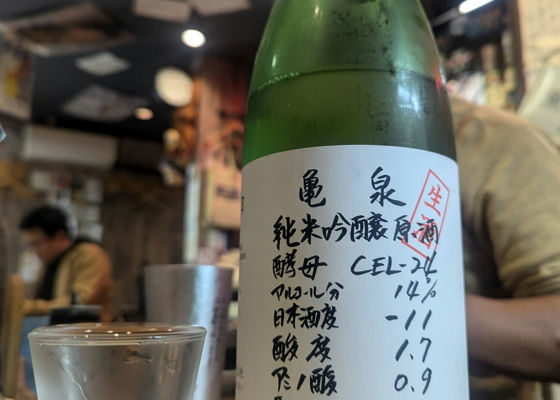 亀 泉
純米吟醸原酒
生酒
酵母 CEL-24
アルコール分 14%
日本酒度 -11
酸度 1.7
アミノ酸 0.9